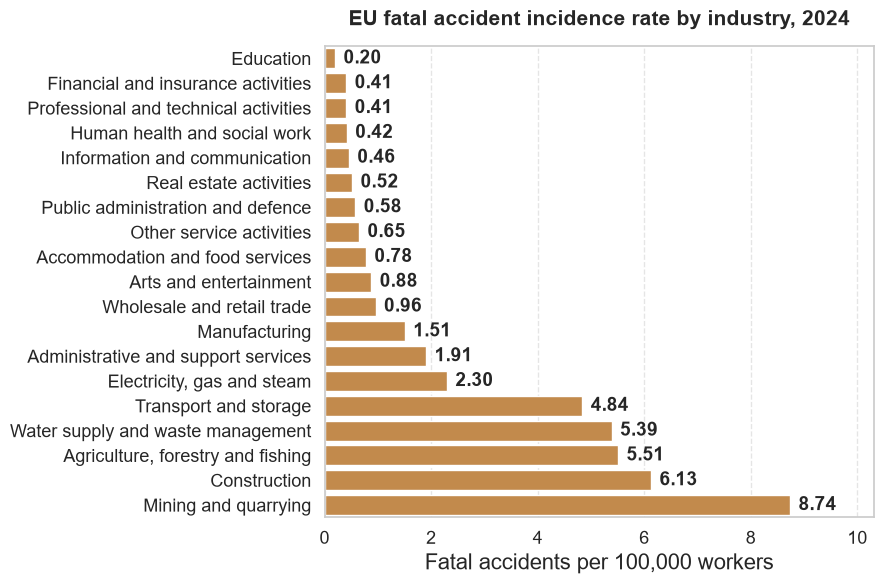 EU fatal accident incidence rate by industry, 2024
Education 0.20
Financial and insurance activities 0.41
Professional and technical activities 0.41
Human health and social work 0.42
Information and communication 0.46
Real estate activities 0.52
Public administration and defence 0.58
Other service activities 0.65
Accommodation and food services 0.78
Arts and entertainment 0.88
Wholesale and retail trade 0.96
Manufacturing 1.51
Administrative and support services 1.91
Electricity, gas and steam 2.30
Transport and storage 4.84
Water supply and waste management 5.39
Agriculture, forestry and fishing 5.51
Construction 6.13
Mining and quarrying 8.74
0 2 4 6 8 10
Fatal accidents per 100,000 workers